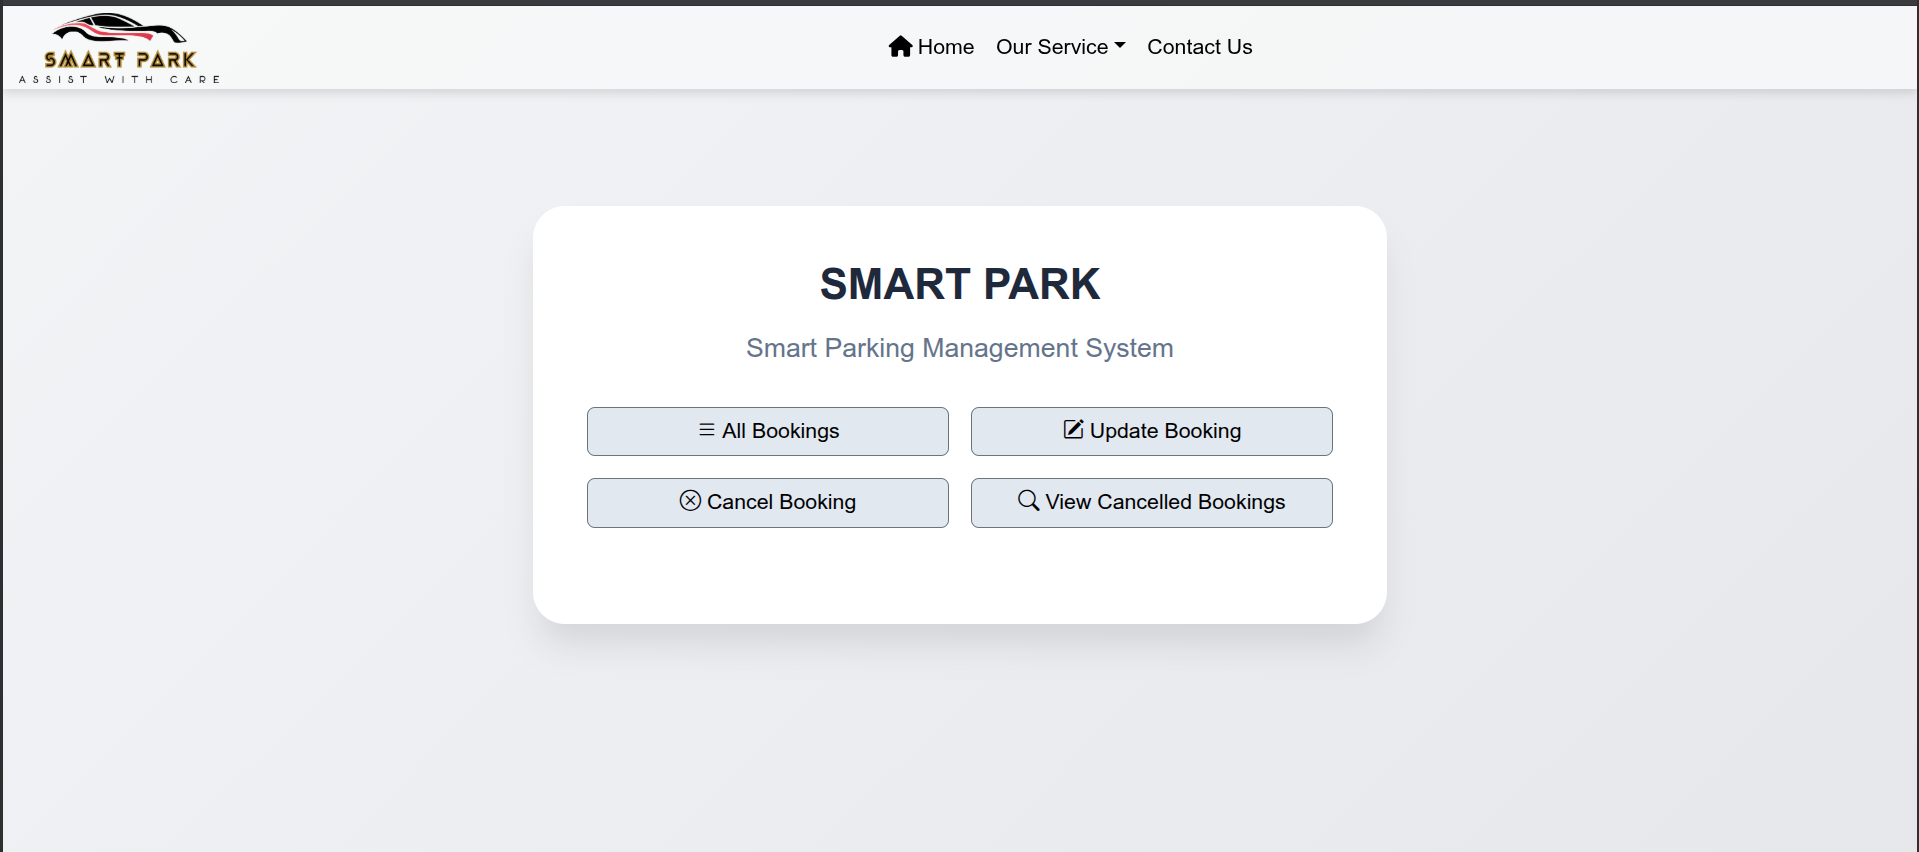 SMART PARK
ASSIST WITH CARE
Home Our Service Contact Us
SMART PARK
Smart Parking Management System
All Bookings Update Booking
Cancel Booking View Cancelled Bookings